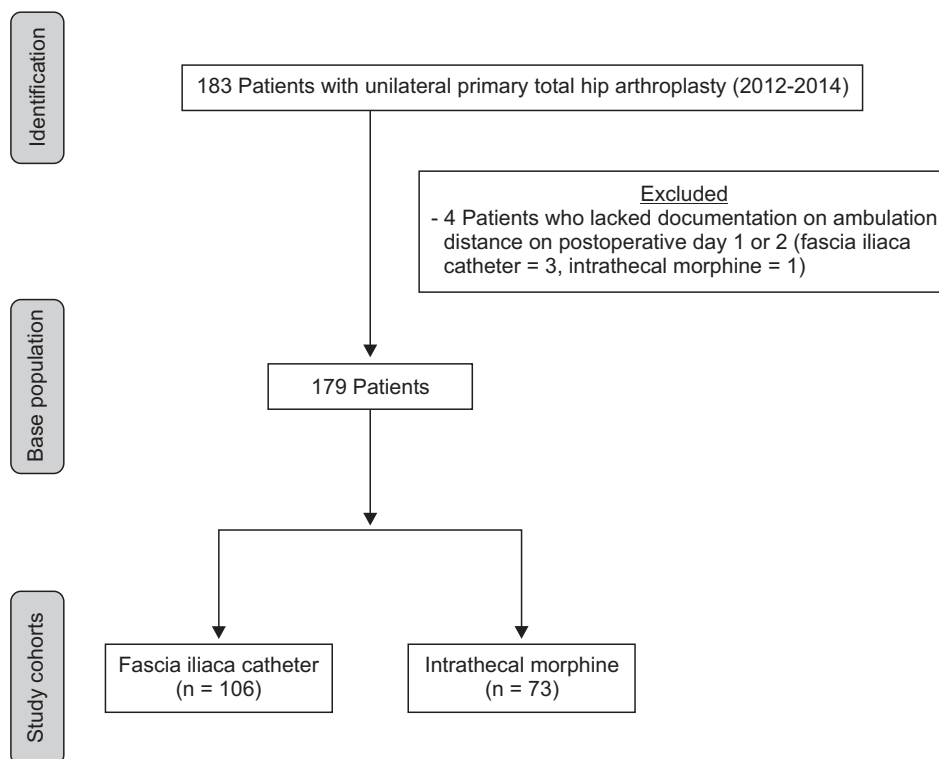 Identification
183 Patients with unilateral primary total hip arthroplasty (2012-2014)
Excluded
- 4 Patients who lacked documentation on ambulation
distance on postoperative day 1 or 2 (fascia iliaca
catheter = 3, intrathecal morphine = 1)
Base population
179 Patients
Study cohorts
Fascia iliaca catheter
(n = 106)
Intrathecal morphine
(n = 73)